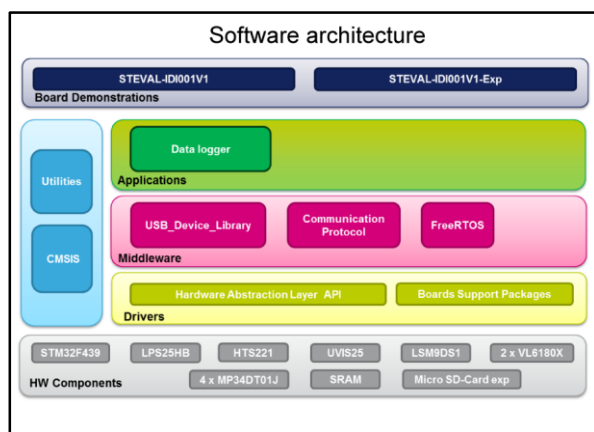 Software architecture
STEVAL-IDI001V1
STEVAL-IDI001V1-Exp
Board Demonstrations
Utilities
CMSIS
Data logger
Applications
USB_Device_Library
Communication
Protocol
FreeRTOS
Middleware
Hardware Abstraction Layer API
Boards Support Packages
Drivers
STM32F439
LPS25HB
HTS221
UVIS25
LSM9DS1
2 x VL6180X
4 x MP34DT01J
SRAM
Micro SD-Card exp
HW Components